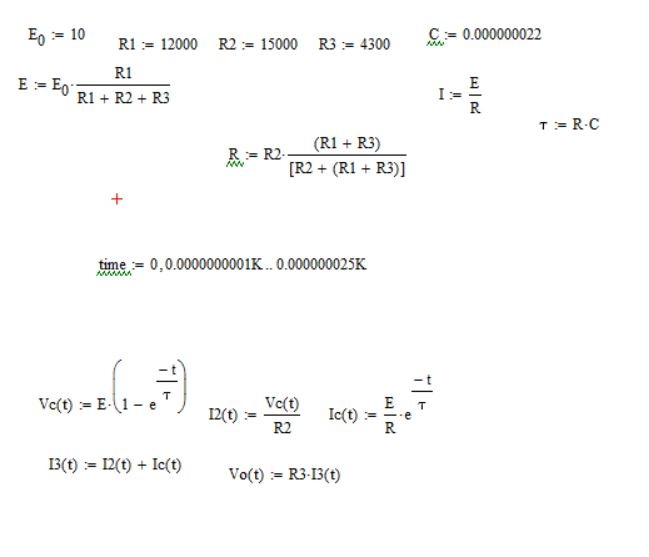 E₀ := 10 R1 := 12000 R2 := 15000 R3 := 4300 C := 0.000000022
E := E₀·R1/(R1 + R2 + R3) I := E/R
τ := R·C
R := R2·(R1 + R3)/[R2 + (R1 + R3)]
+
time := 0,0.0000000001K.. 0.000000025K
Vc(t) := E·(1 − e^(−t/τ)) I2(t) := Vc(t)/R2 Ic(t) := E/R·e^(−t/τ)
I3(t) := I2(t) + Ic(t) Vo(t) := R3·I3(t)